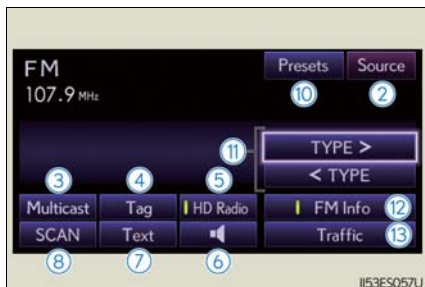 FM
Presets
Source
107.9 MHz
10
2
11
TYPE >
< TYPE
3
4
5
Multicast
Tag
HD Radio
FM Info
12
SCAN
Text
Traffic
13
8
7
6
II53ES057U